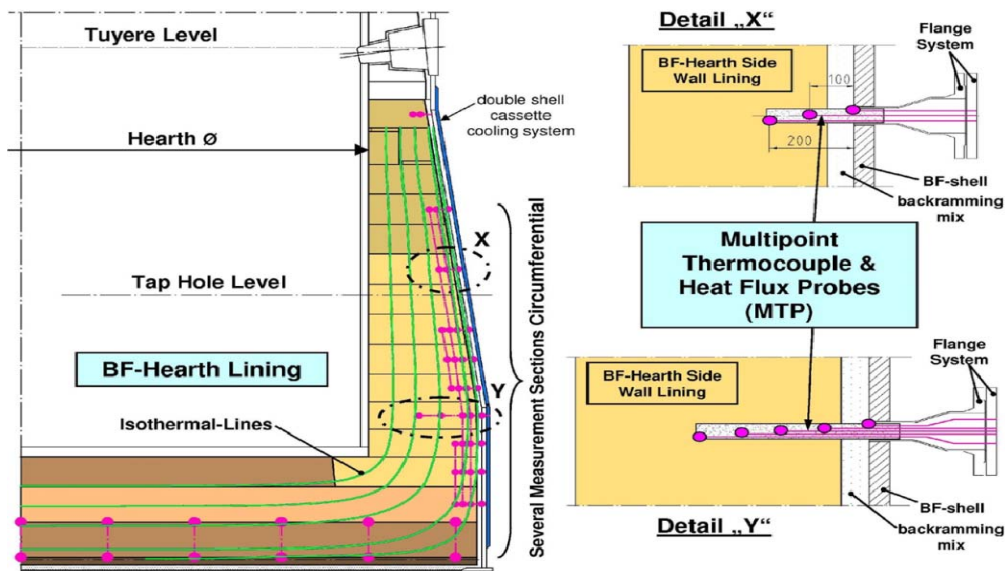 Tuyere Level
Hearth Ø
double shell
cassette
cooling system
Tap Hole Level
BF-Hearth Lining
Isothermal-Lines
X
Y
Several Measurement Sections Circumferential
Detail „X“
BF-Hearth Side
Wall Lining
Flange
System
100
200
BF-shell
backramming
mix
Multipoint
Thermocouple &
Heat Flux Probes
(MTP)
BF-Hearth Side
Wall Lining
Flange
System
BF-shell
backramming
mix
Detail „Y“